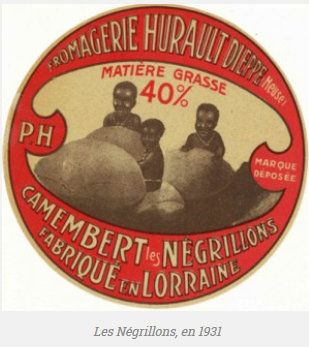 FROMAGERIE HURAULT DIEPPE (Meuse)
MATIÈRE GRASSE
40%
P.H
MARQUE
DÉPOSÉE
CAMEMBERT les NÉGRILLONS
FABRIQUÉ EN LORRAINE
Les Négrillons, en 1931